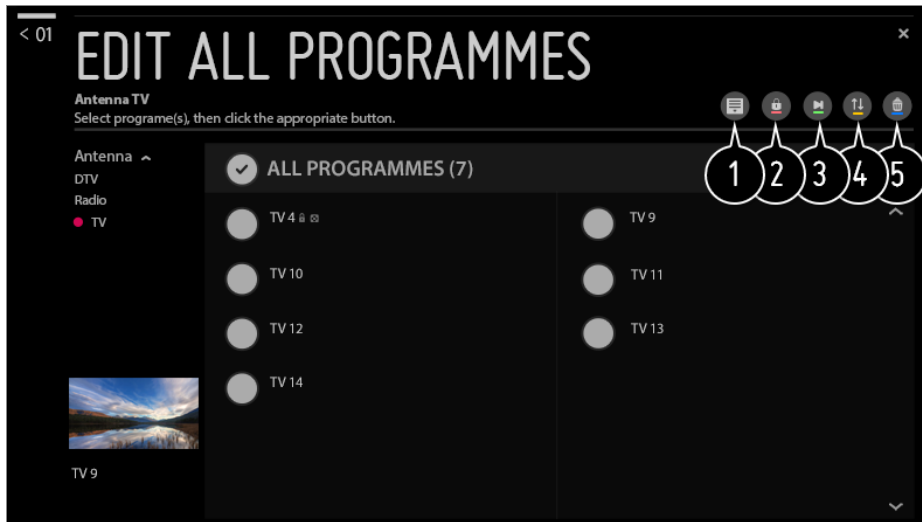 < 01
EDIT ALL PROGRAMMES
×
Antenna TV
Select programe(s), then click the appropriate button.
1 2 3 4 5
Antenna
DTV
Radio
TV
ALL PROGRAMMES (7)
TV 4
TV 9
TV 10
TV 11
TV 12
TV 13
TV 14
TV 9